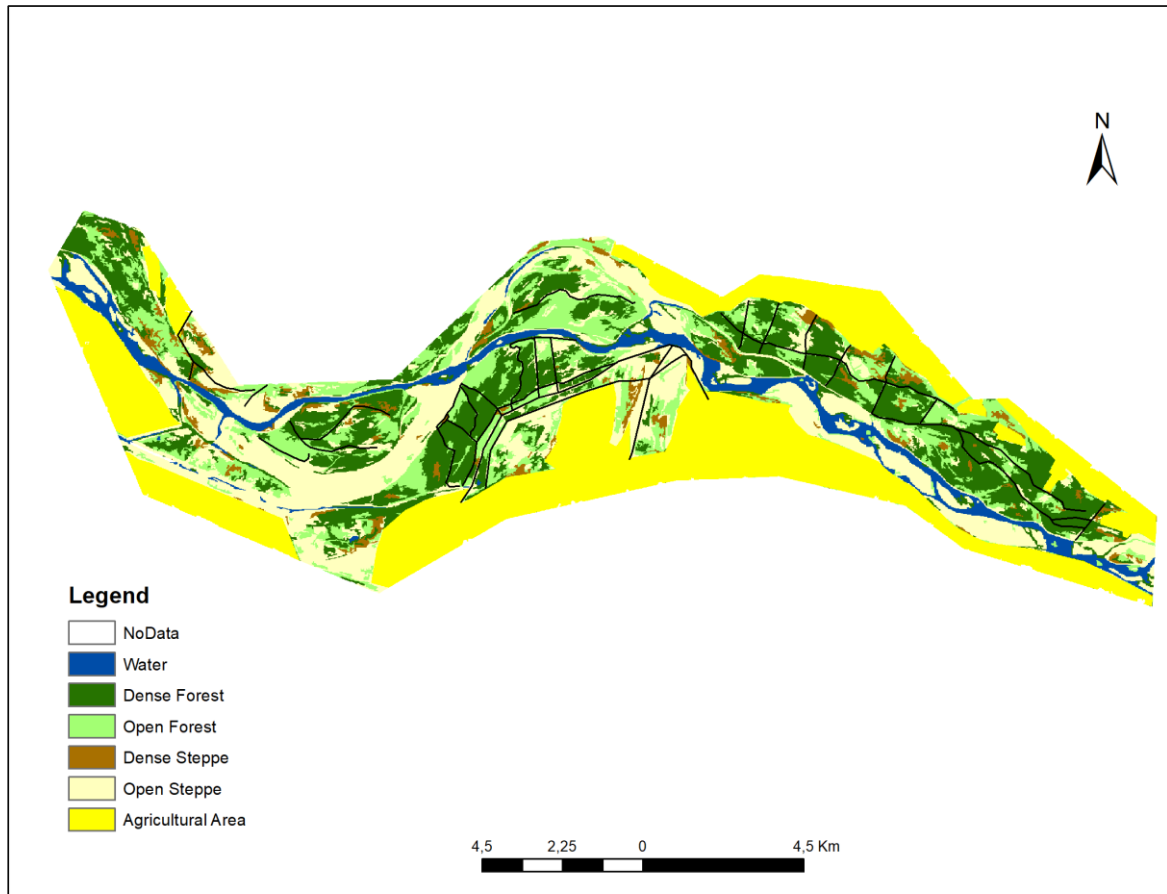 N
Legend
NoData
Water
Dense Forest
Open Forest
Dense Steppe
Open Steppe
Agricultural Area
4,5 2,25 0 4,5 Km